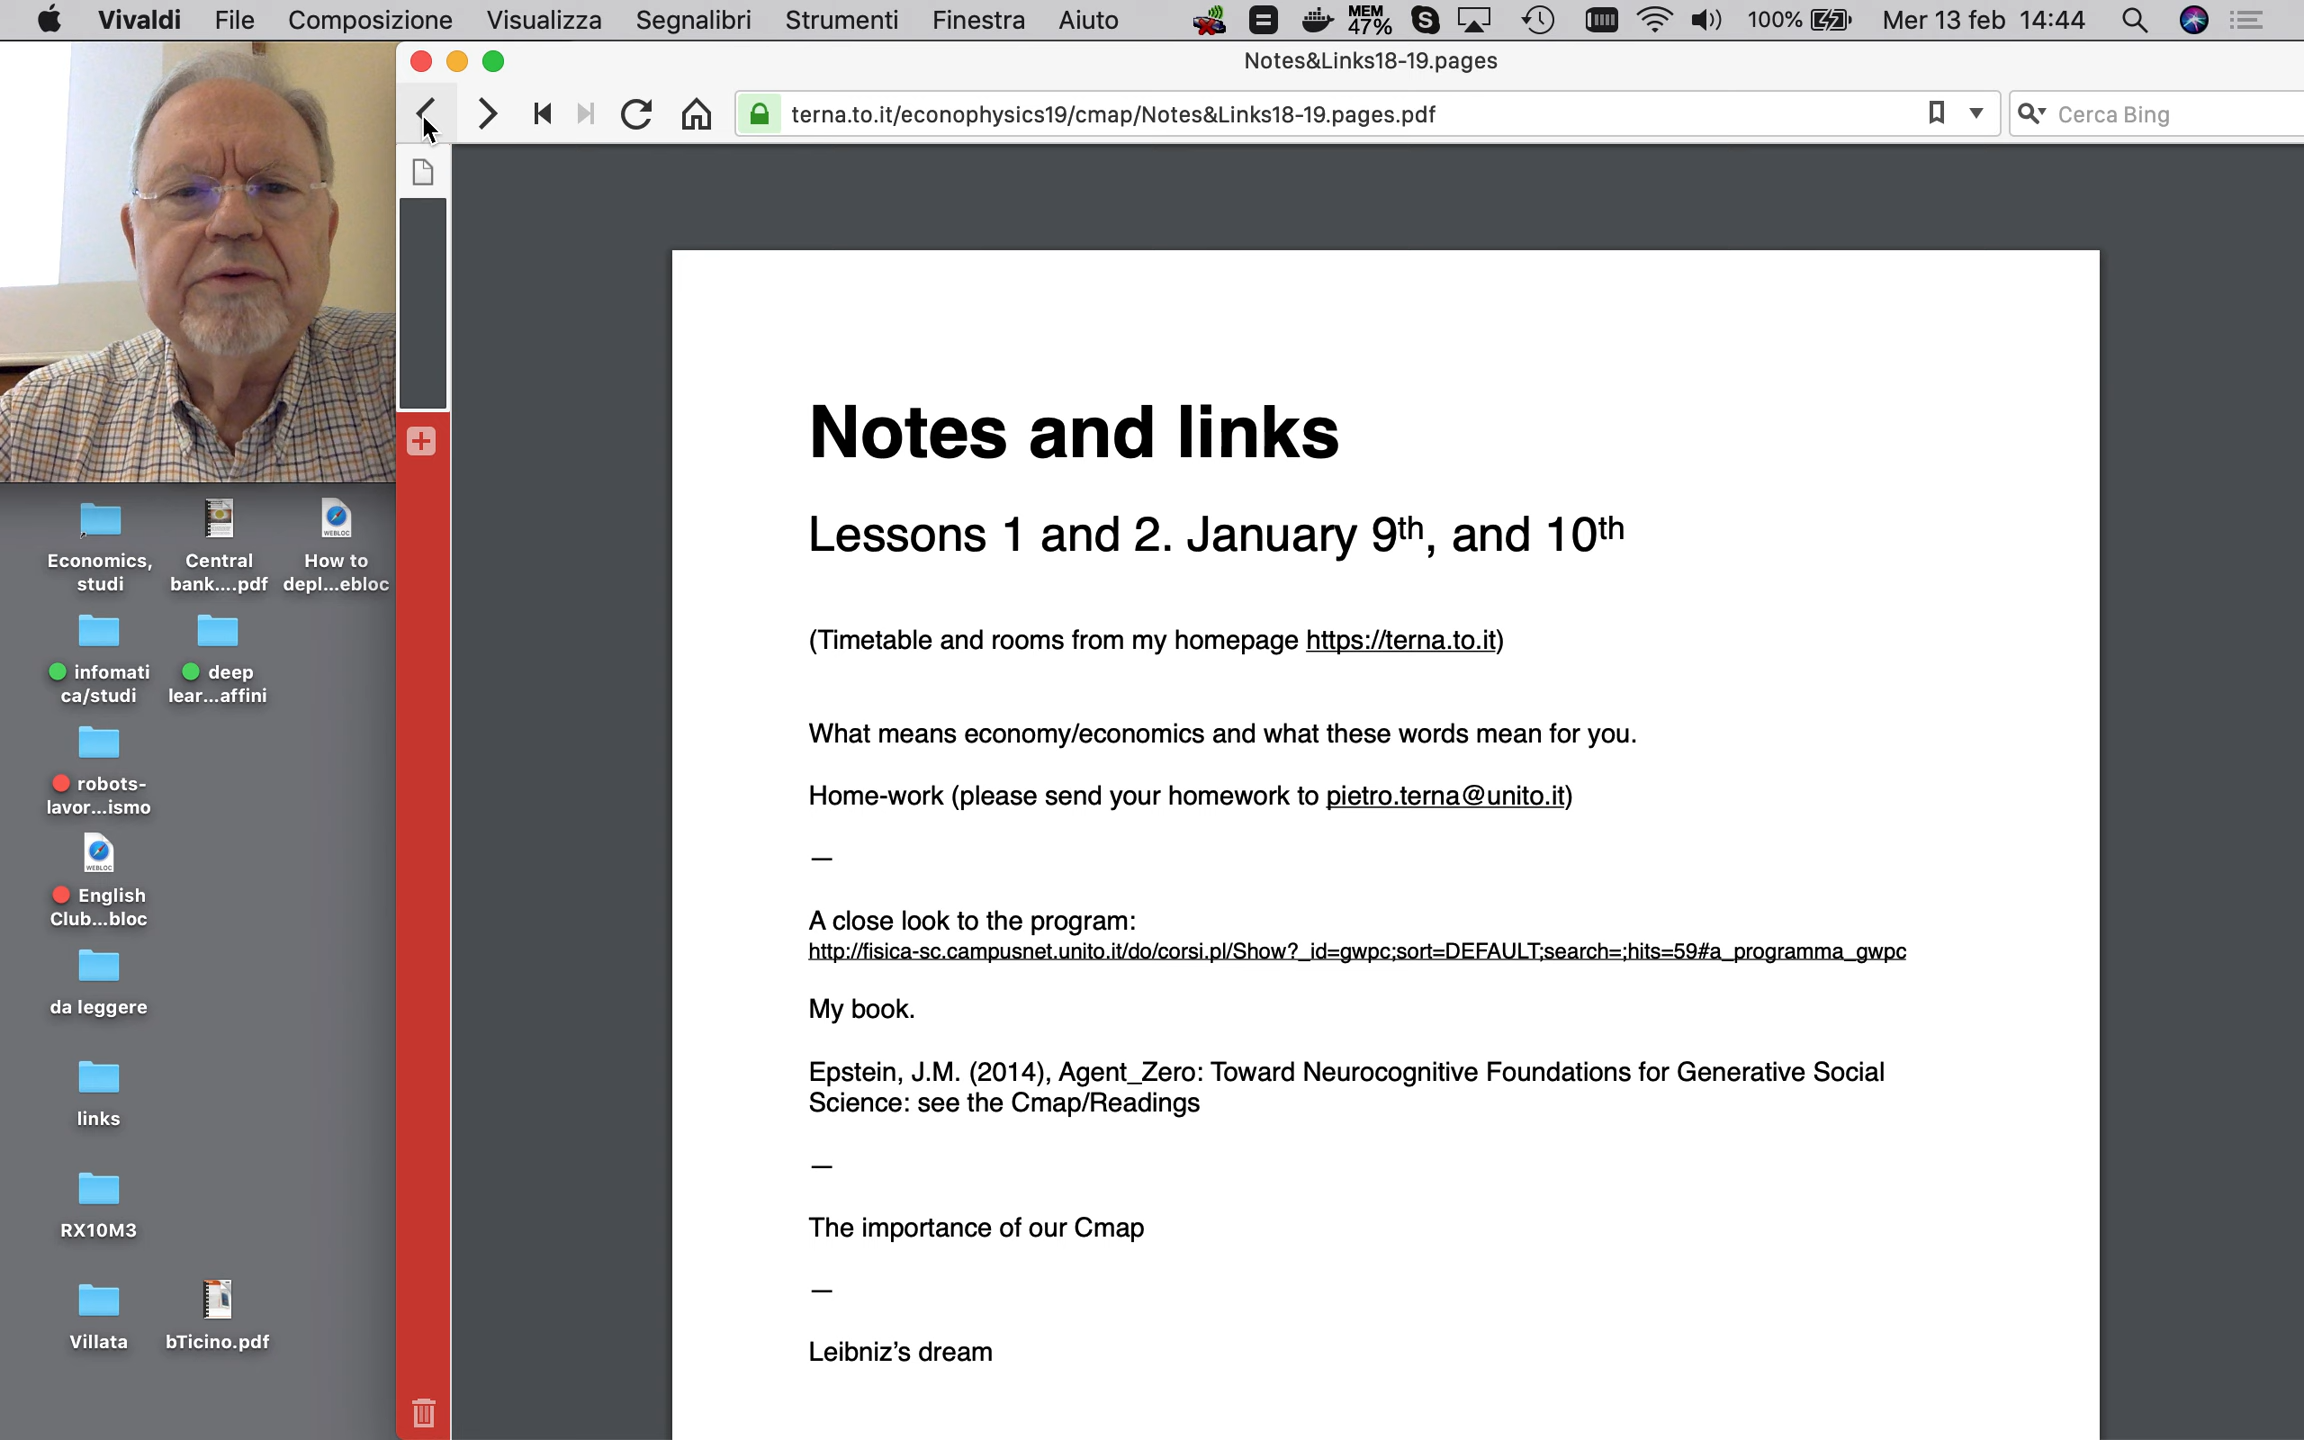 Vivaldi File Composizione Visualizza Segnalibri Strumenti Finestra Aiuto MEM 47% 100% Mer 13 feb 14:44
Notes&Links18-19.pages
terna.to.it/econophysics19/cmap/Notes&Links18-19.pages.pdf
Cerca Bing
Economics, studi
Central bank....pdf
WEBLOC
How to depl...ebloc
infomati ca/studi
deep lear...affini
robots-lavor...ismo
WEBLOC
English Club...bloc
da leggere
links
RX10M3
Villata
bTicino.pdf
Notes and links
Lessons 1 and 2. January 9th, and 10th
(Timetable and rooms from my homepage https://terna.to.it)
What means economy/economics and what these words mean for you.
Home-work (please send your homework to pietro.terna@unito.it)
—
A close look to the program:
http://fisica-sc.campusnet.unito.it/do/corsi.pl/Show?_id=gwpc;sort=DEFAULT;search=;hits=59#a_programma_gwpc
My book.
Epstein, J.M. (2014), Agent_Zero: Toward Neurocognitive Foundations for Generative Social
Science: see the Cmap/Readings
—
The importance of our Cmap
—
Leibniz’s dream